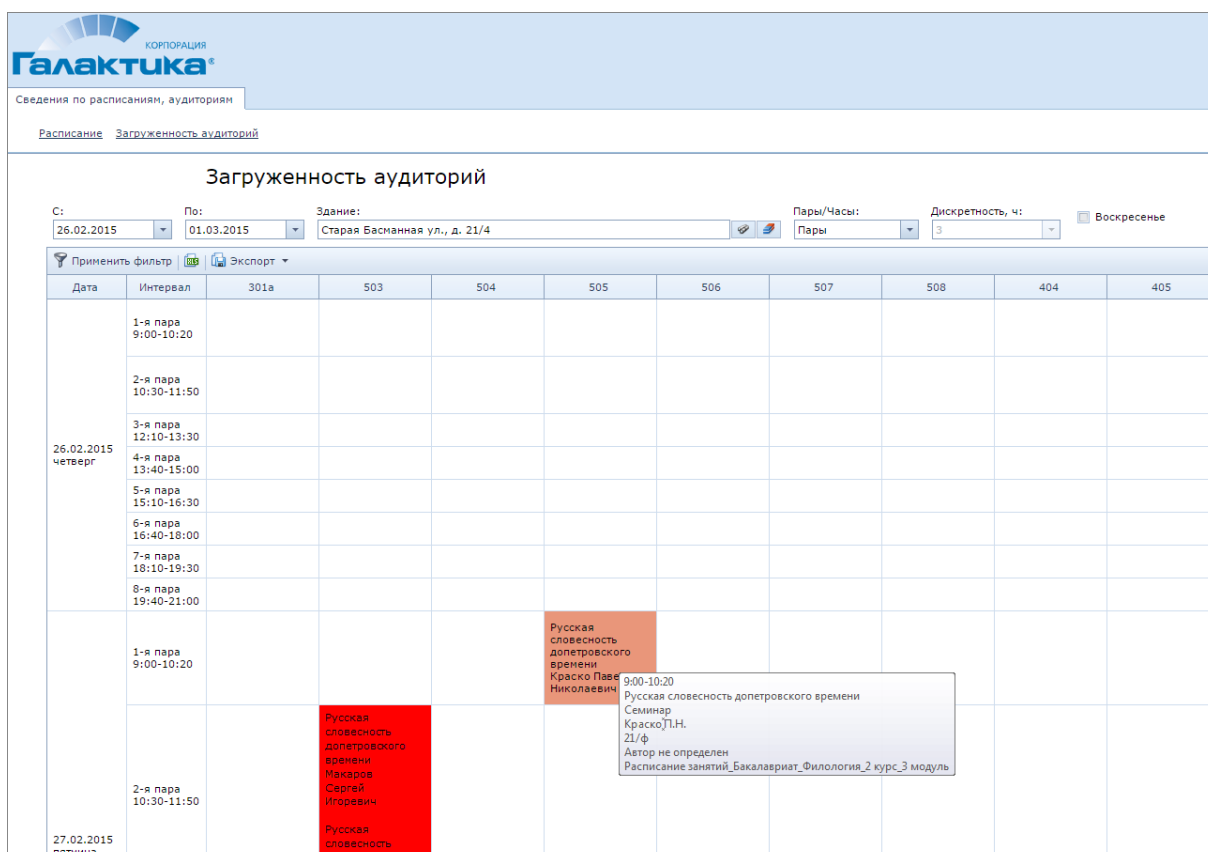 КОРПОРАЦИЯ
Галактика®
Сведения по расписаниям, аудиториям
Расписание Загруженность аудиторий
Загруженность аудиторий
С: По: Здание: Пары/Часы: Дискретность, ч:
26.02.2015 01.03.2015 Старая Басманная ул., д. 21/4 Пары 3 Воскресенье
Применить фильтр XLS Экспорт
Дата Интервал 301а 503 504 505 506 507 508 404 405
1-я пара
9:00-10:20
2-я пара
10:30-11:50
3-я пара
12:10-13:30
26.02.2015
четверг
4-я пара
13:40-15:00
5-я пара
15:10-16:30
6-я пара
16:40-18:00
7-я пара
18:10-19:30
8-я пара
19:40-21:00
1-я пара
9:00-10:20
Русская
словесность
допетровского
времени
Краско Паве
Николаевич
9:00-10:20
Русская словесность допетровского времени
Семинар
Краско П.Н.
21/ф
Автор не определен
Расписание занятий_Бакалавриат_Филология_2 курс_3 модуль
2-я пара
10:30-11:50
Русская
словесность
допетровского
времени
Макаров
Сергей
Игоревич
Русская
словесность
27.02.2015
пятница